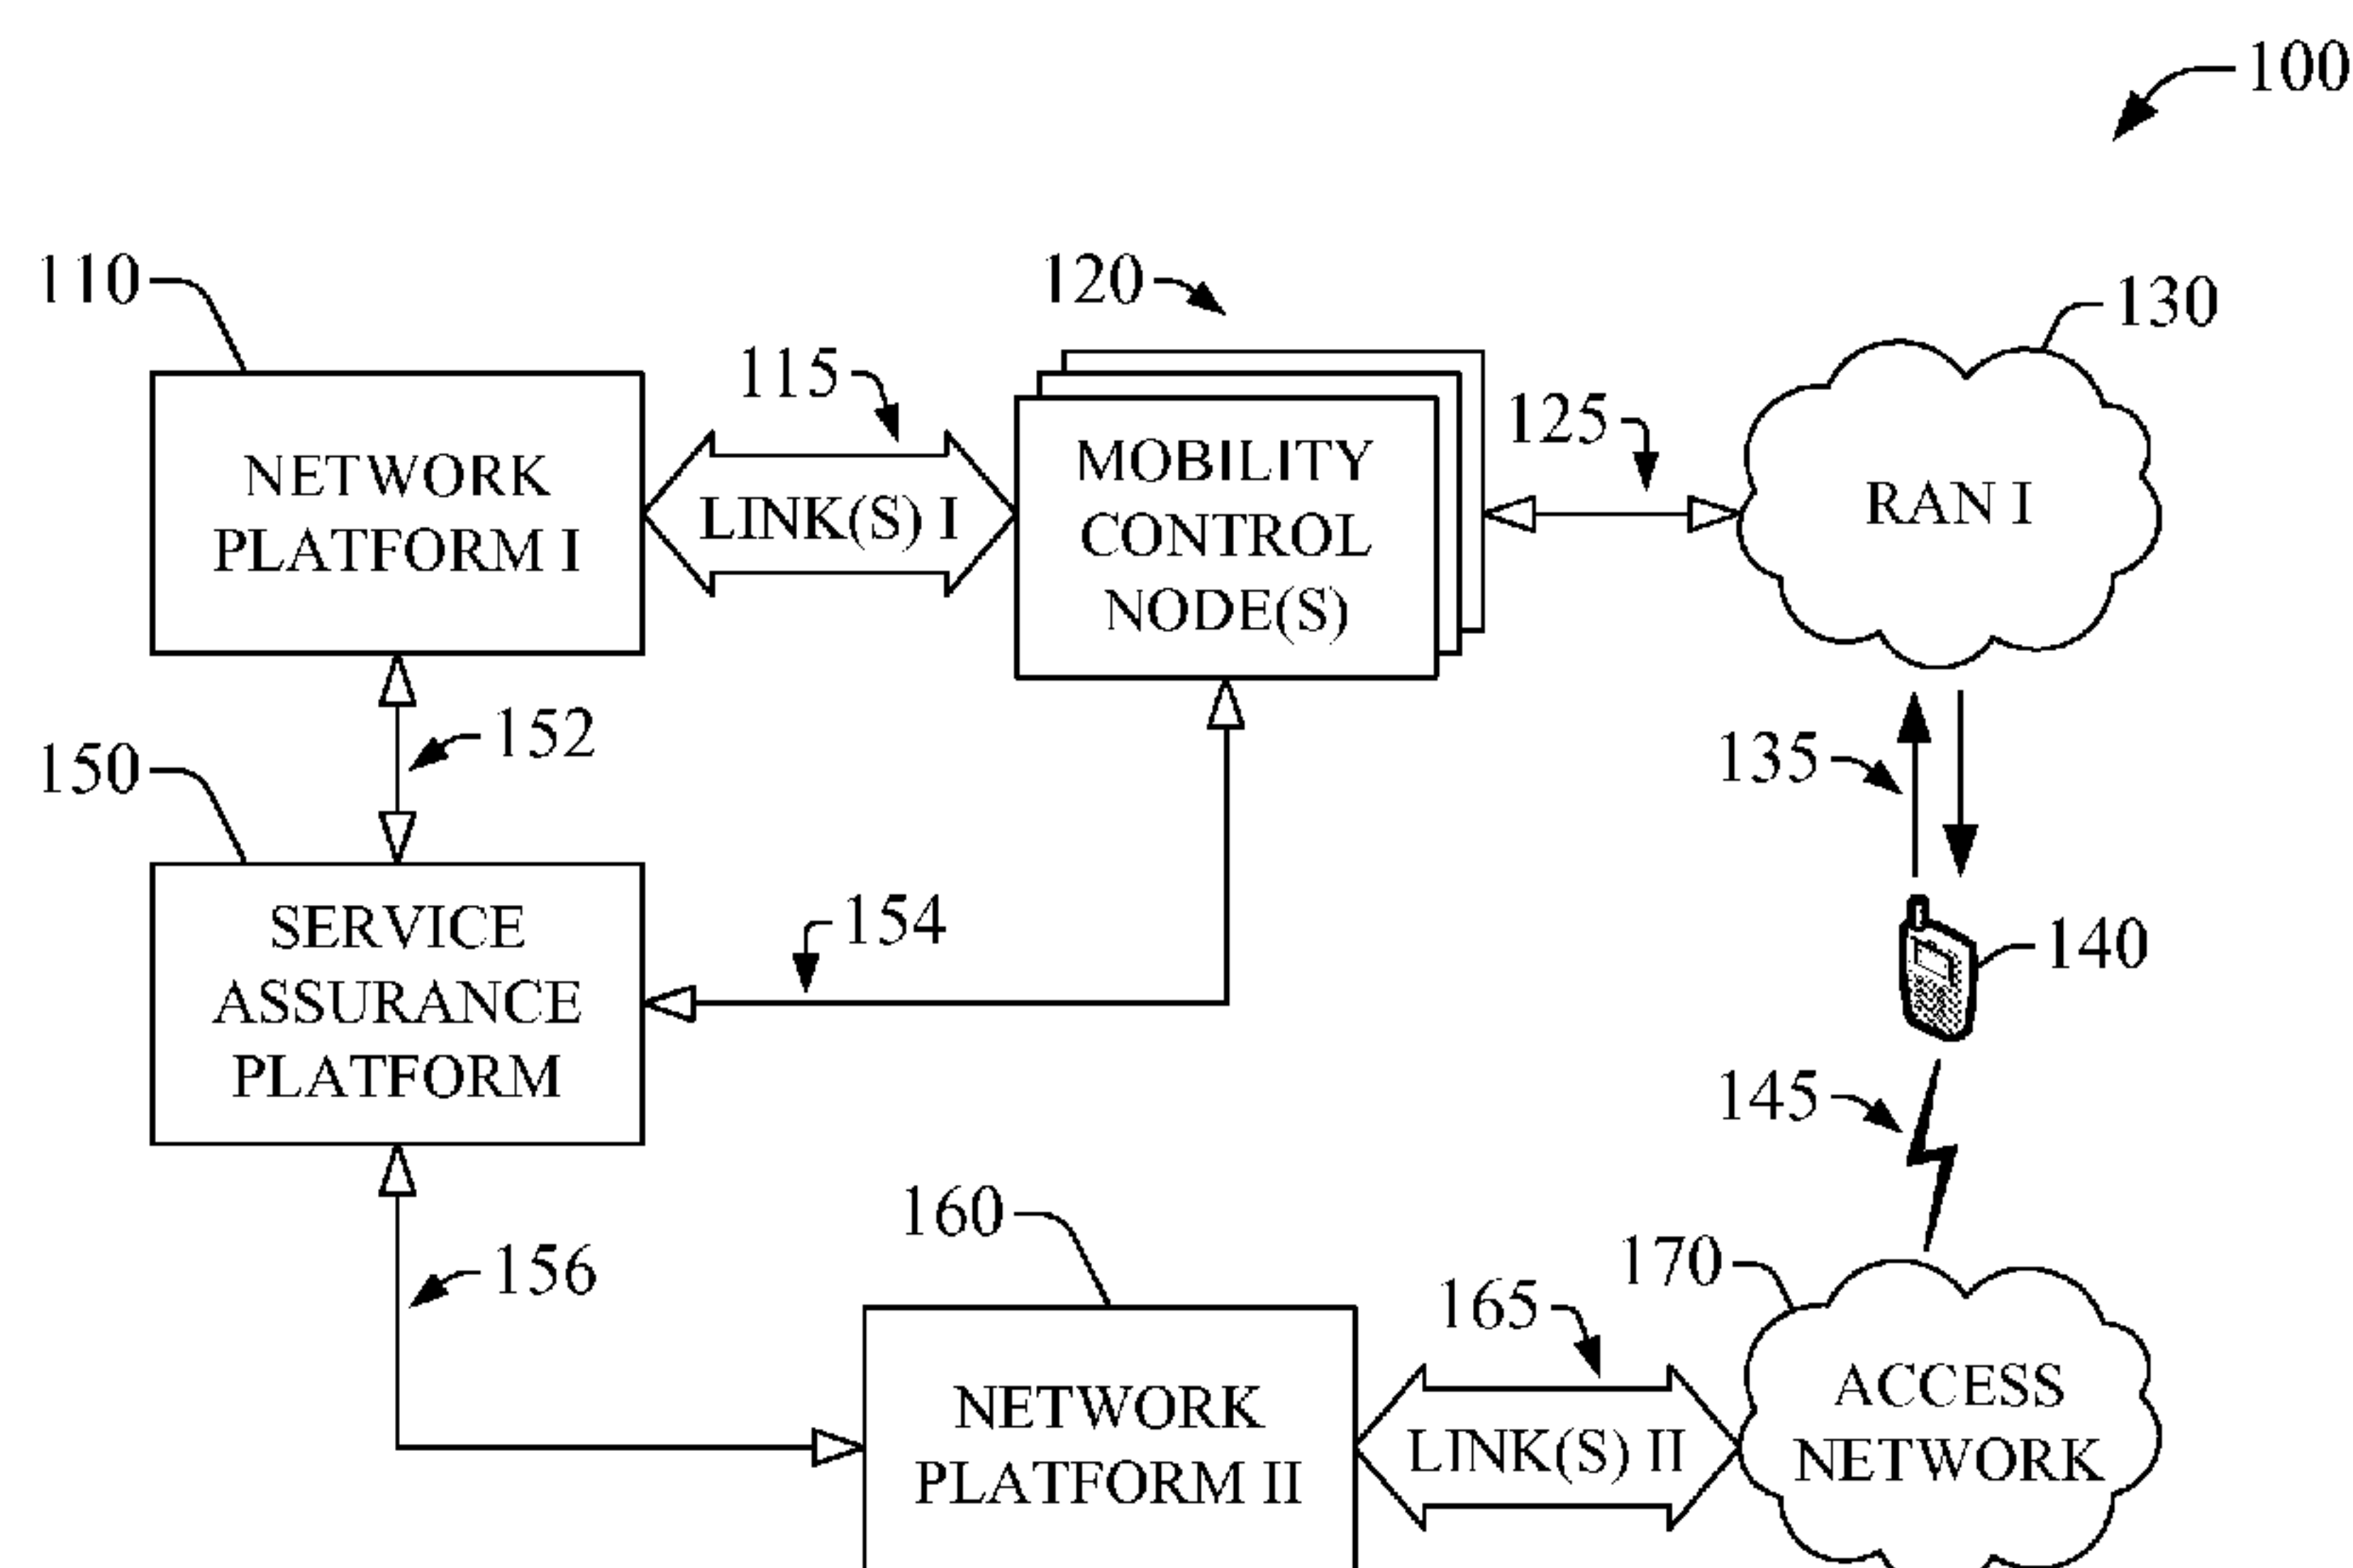 100
110
120
130
115
125
NETWORK
PLATFORM I
LINK(S) I
MOBILITY
CONTROL
NODE(S)
RAN I
152
135
150
154
140
SERVICE
ASSURANCE
PLATFORM
145
160
170
156
165
NETWORK
PLATFORM II
LINK(S) II
ACCESS
NETWORK